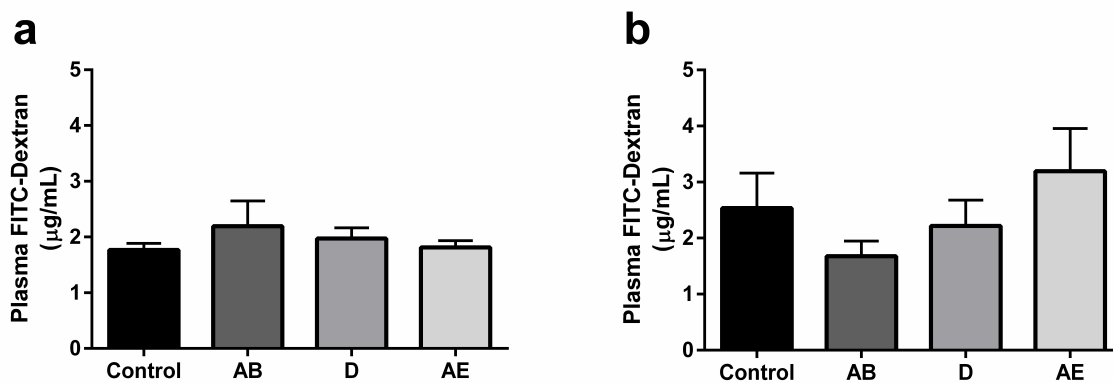 a
Plasma FITC-Dextran
(μg/mL)
5
4
3
2
1
0
Control AB D AE
b
Plasma FITC-Dextran
(μg/mL)
5
4
3
2
1
0
Control AB D AE